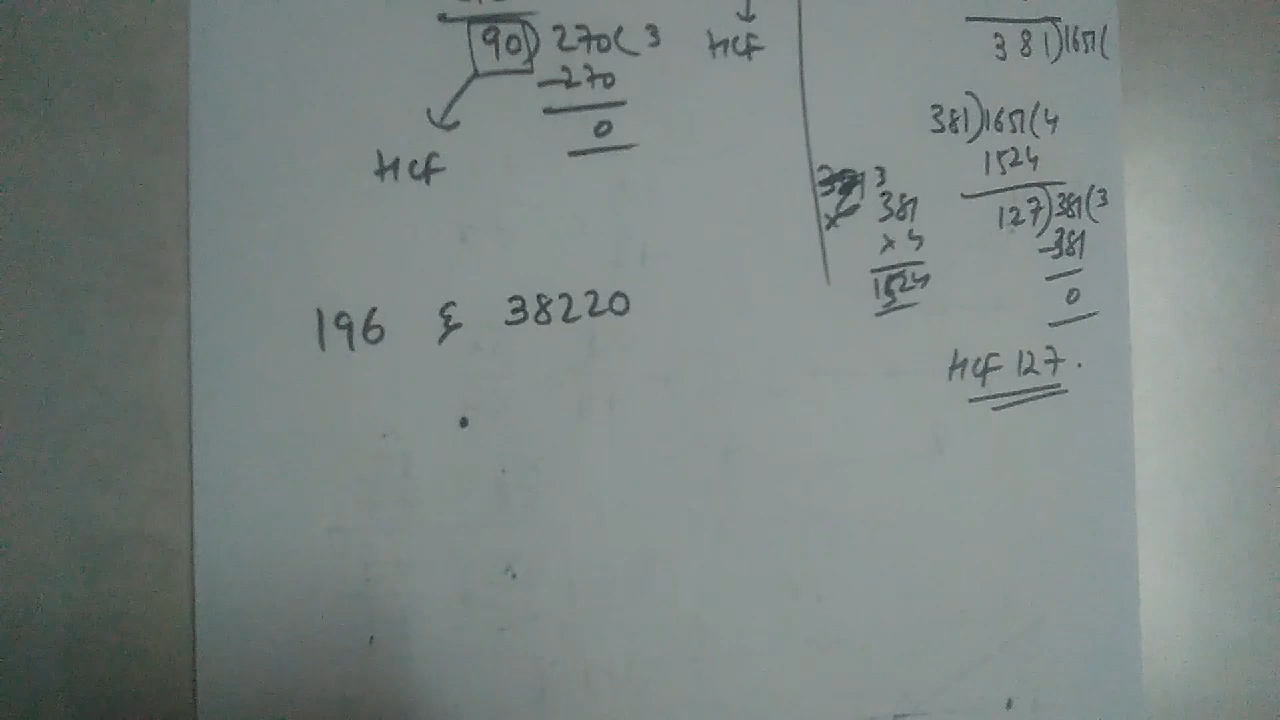 90) 270( 3
-270
0
HCF
HCF
196 & 38220
381)1651(
381)1651(4
1524
127)381(3
-381
0
3
381
x 4
1524
HCF 127.